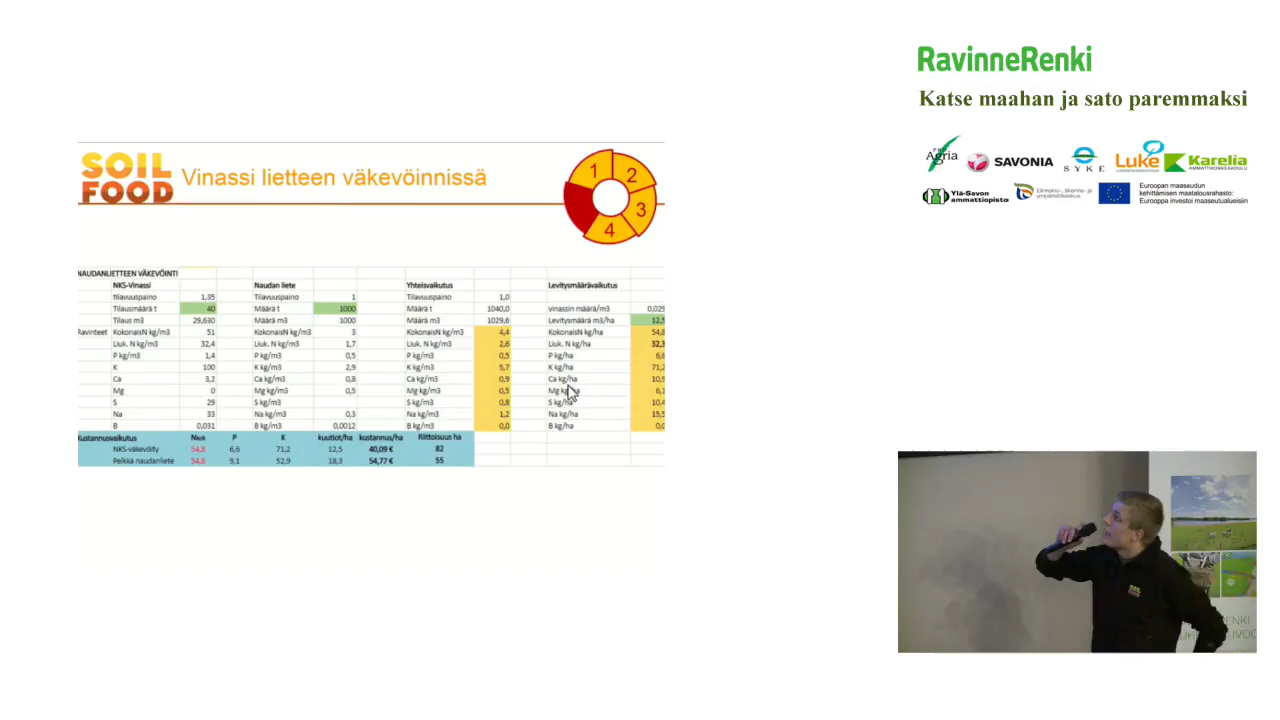 RavinneRenki
Katse maahan ja sato paremmaksi
Agria
SAVONIA
SYKE
Luke
Karelia
AMMATTIKORKEAKOULU
Ylä-Savon
ammattiopisto
Elinkeino-, liikenne- ja
ympäristökeskus
Euroopan maaseudun
kehittämisen maatalousrahasto:
Eurooppa investoi maaseutualueisiin
SOIL
FOOD
Vinassi lietteen väkevöinnissä
1 2 3 4
NAUDANLIETTEEN VÄKEVÖINTI
NKS-Vinassi Naudan liete Yhteisvaikutus Levitysmäärävaikutus
tilavuuspaino 1,35 Tilavuuspaino 1 Tilavuuspaino 1,0
Tilausmäärä t 40 Määrä t 1000 Määrä t 1040,0 vinassin määrä/m3 0,029
Tilaus m3 29,630 Määrä m3 1000 Määrä m3 1029,6 Levitysmäärä m3/ha 12,5
Ravinteet KokonaisN kg/m3 51 KokonaisN kg/m3 3 KokonaisN kg/m3 4,4 KokonaisN kg/ha 54,8
Liuk. N kg/m3 32,4 Liuk. N kg/m3 1,7 Liuk. N kg/m3 2,6 Liuk. N kg/ha 32,3
P kg/m3 1,4 P kg/m3 0,5 P kg/m3 0,5 P kg/ha 6,6
K 100 K kg/m3 2,9 K kg/m3 5,7 K kg/ha 71,2
Ca 3,2 Ca kg/m3 0,8 Ca kg/m3 0,9 Ca kg/ha 10,9
Mg 0 Mg kg/m3 0,5 Mg kg/m3 0,5 Mg kg/ha 6,1
S 29 S kg/m3 S kg/m3 0,8 S kg/ha 10,4
Na 33 Na kg/m3 0,3 Na kg/m3 1,2 Na kg/ha 15,5
B 0,031 B kg/m3 0,0012 B kg/m3 0,0 B kg/ha 0,0
Kustannusvaikutus Nkok P K kuutiot/ha kustannus/ha Riittoisuus ha
NKS-väkevöity 54,8 6,6 71,2 12,5 40,09 € 82
Pelkkä naudanliete 54,8 9,1 52,9 18,3 54,77 € 55
SOIL
FOOD